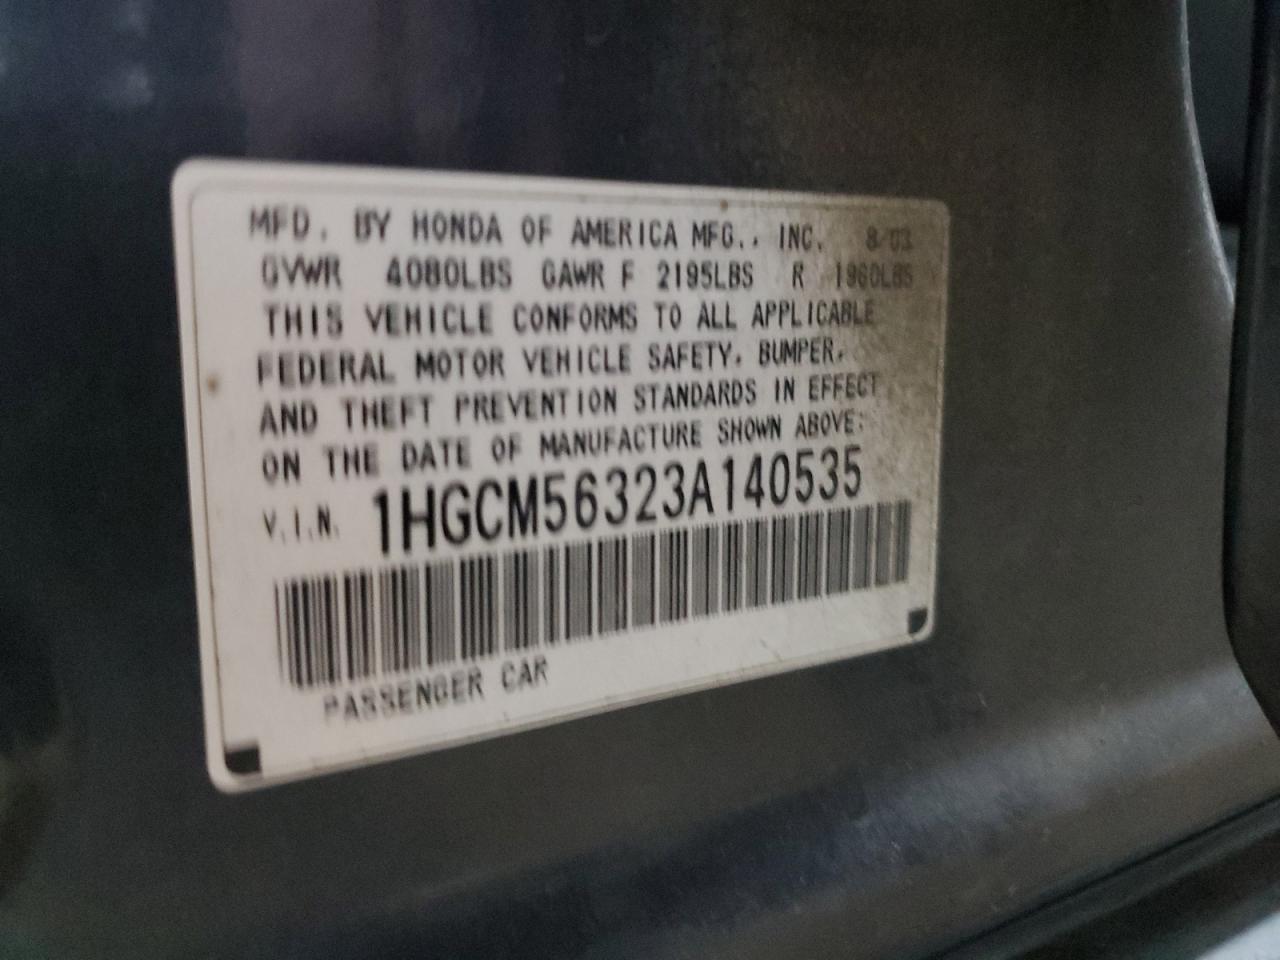 MFD. BY HONDA OF AMERICA MFG., INC. 8/03
GVWR 4080LBS GAWR F 2195LBS R 1960LBS
THIS VEHICLE CONFORMS TO ALL APPLICABLE
FEDERAL MOTOR VEHICLE SAFETY, BUMPER,
AND THEFT PREVENTION STANDARDS IN EFFECT
ON THE DATE OF MANUFACTURE SHOWN ABOVE:
V.I.N. 1HGCM56323A140535
PASSENGER CAR